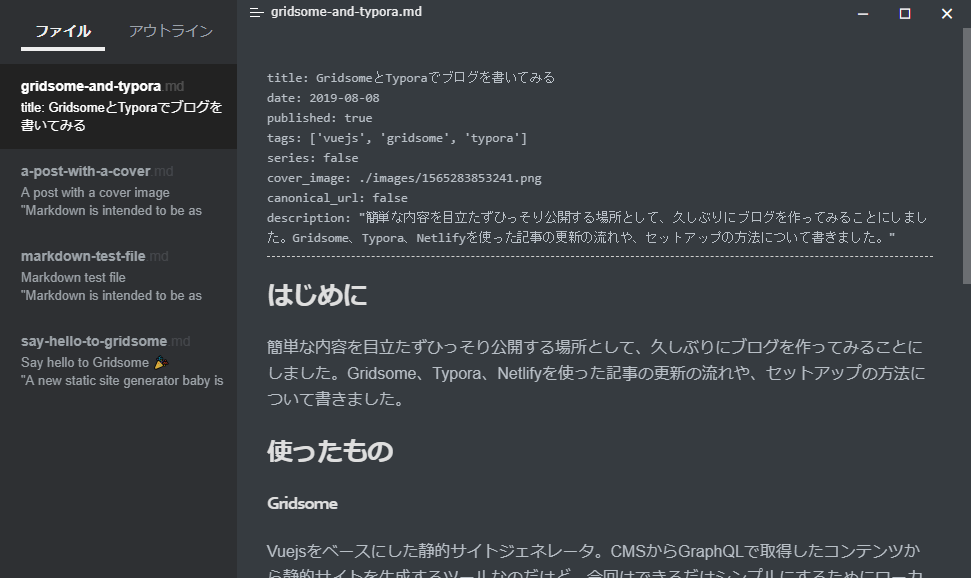 ファイル アウトライン
gridsome-and-typora.md
title: GridsomeとTyporaでブログを
書いてみる
a-post-with-a-cover.md
A post with a cover image
"Markdown is intended to be as
markdown-test-file.md
Markdown test file
"Markdown is intended to be as
say-hello-to-gridsome.md
Say hello to Gridsome 🎉
"A new static site generator baby is
gridsome-and-typora.md
title: GridsomeとTyporaでブログを書いてみる
date: 2019-08-08
published: true
tags: ['vuejs', 'gridsome', 'typora']
series: false
cover_image: ./images/1565283853241.png
canonical_url: false
description: "簡単な内容を目立たずひっそり公開する場所として、久しぶりにブログを作ってみることにしまし
た。Gridsome、Typora、Netlifyを使った記事の更新の流れや、セットアップの方法について書きました。"
はじめに
簡単な内容を目立たずひっそり公開する場所として、久しぶりにブログを作ってみることに
しました。Gridsome、Typora、Netlifyを使った記事の更新の流れや、セットアップの方法に
ついて書きました。
使ったもの
Gridsome
Vuejsをベースにした静的サイトジェネレータ。CMSからGraphQLで取得したコンテンツか
ら静的サイトを生成するツールなのだけど、今回はできるだけシンプルにするためにローカ